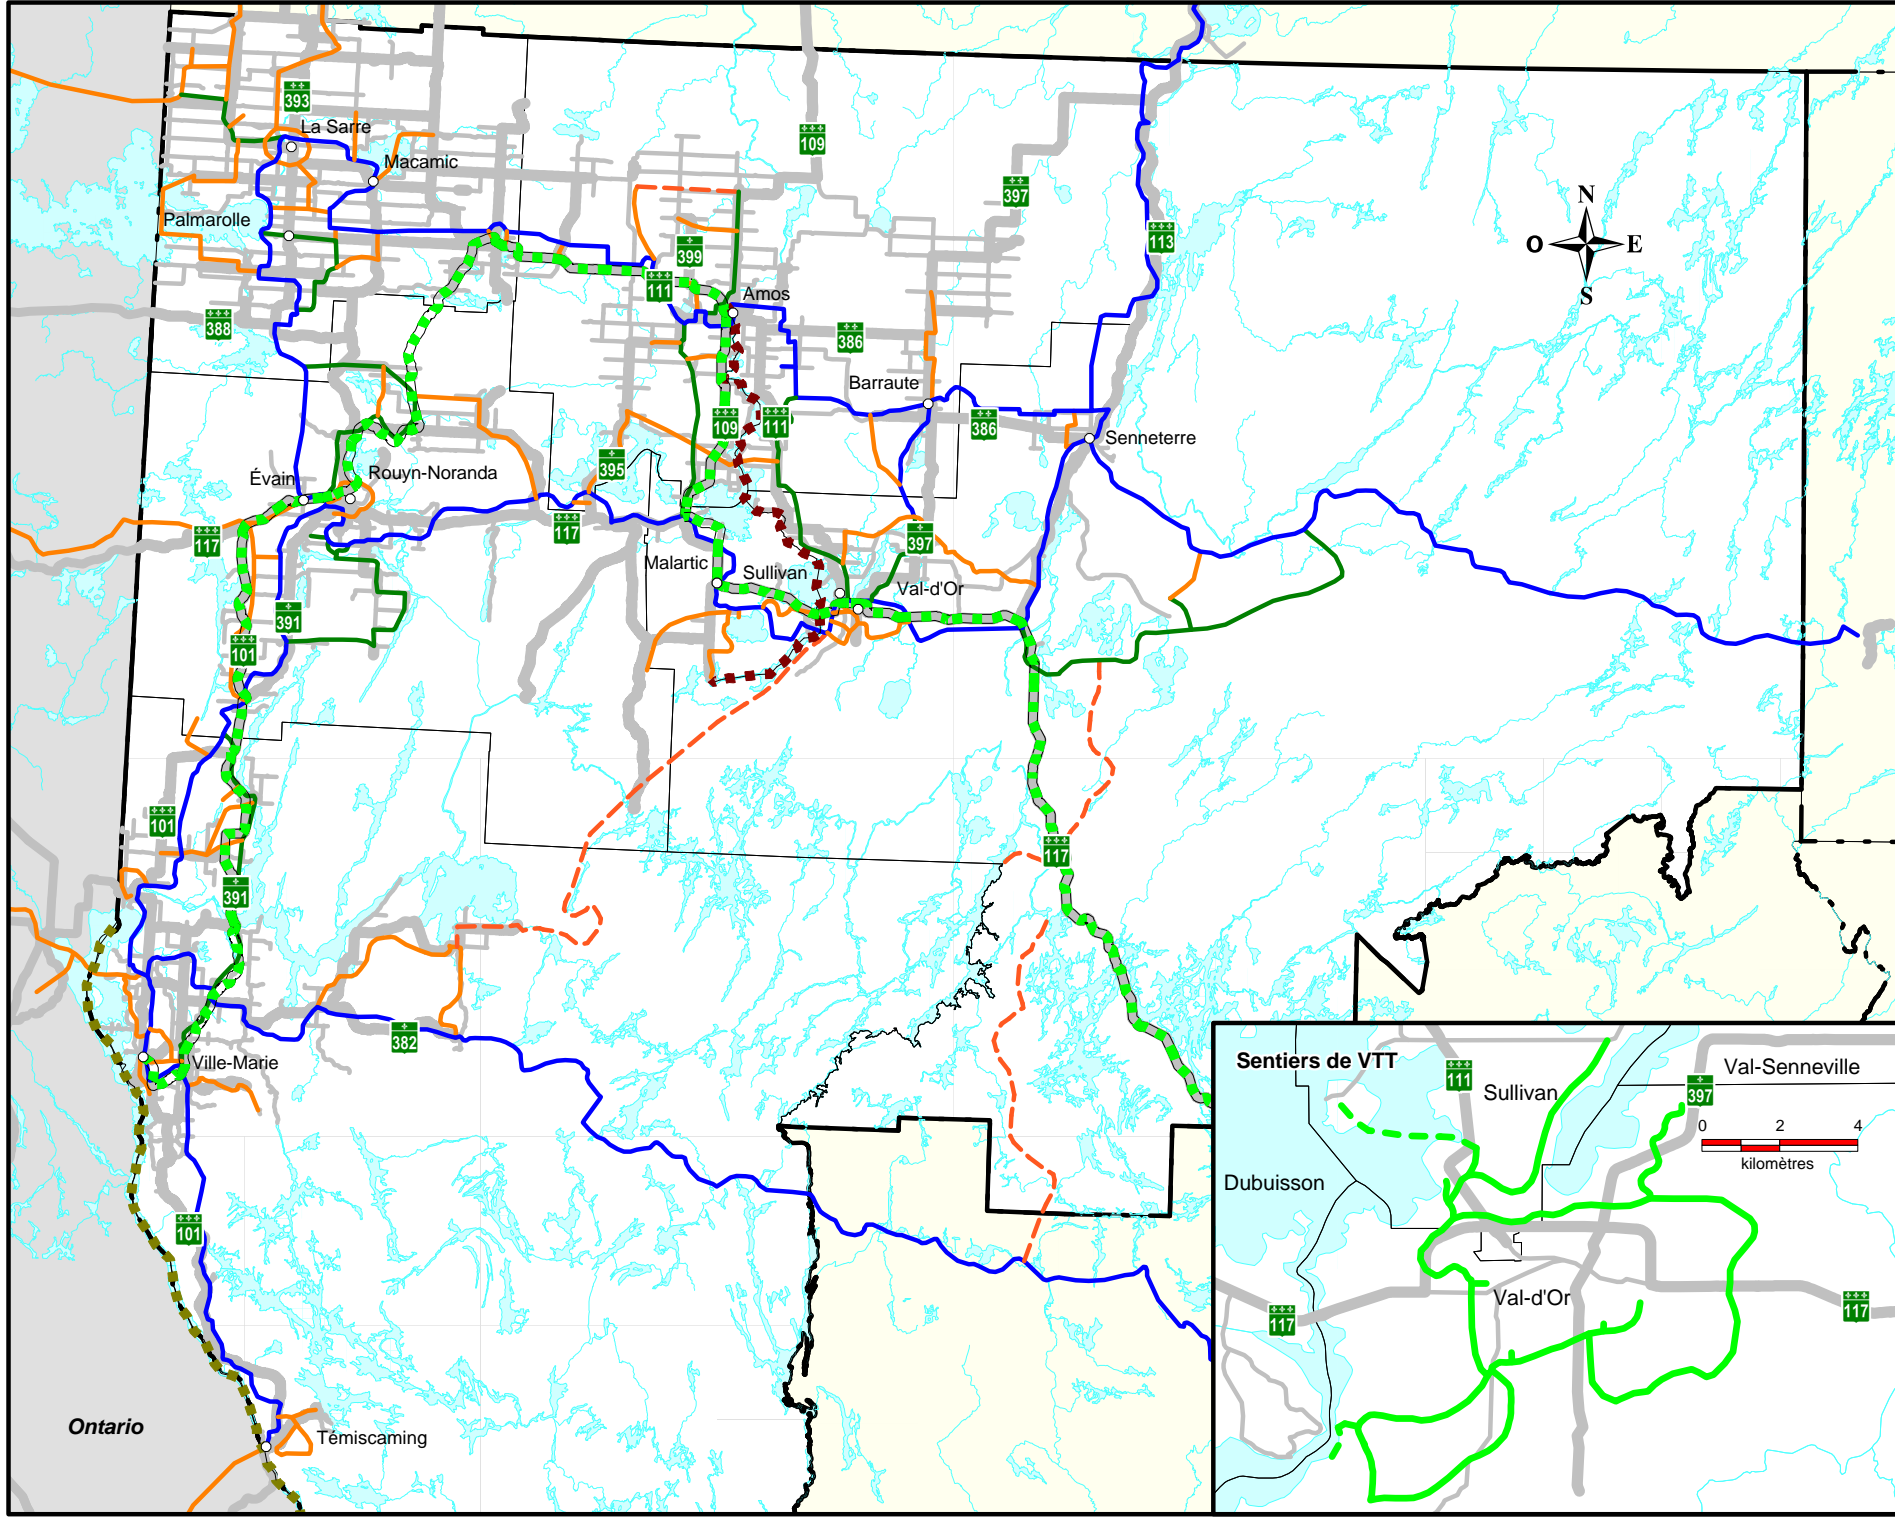 393
La Sarre
Macamic
109
397
Palmarolle
113
N
O
E
S
399
111
Amos
388
386
Barraute
109
111
386
Senneterre
395
Évain
Rouyn-Noranda
117
117
397
Malartic
Sullivan
Val-d'Or
391
101
101
117
391
382
Ville-Marie
101
Ontario
Témiscaming
Sentiers de VTT
111
Sullivan
397
Val-Senneville
0 2 4
kilomètres
Dubuisson
Val-d'Or
117
117